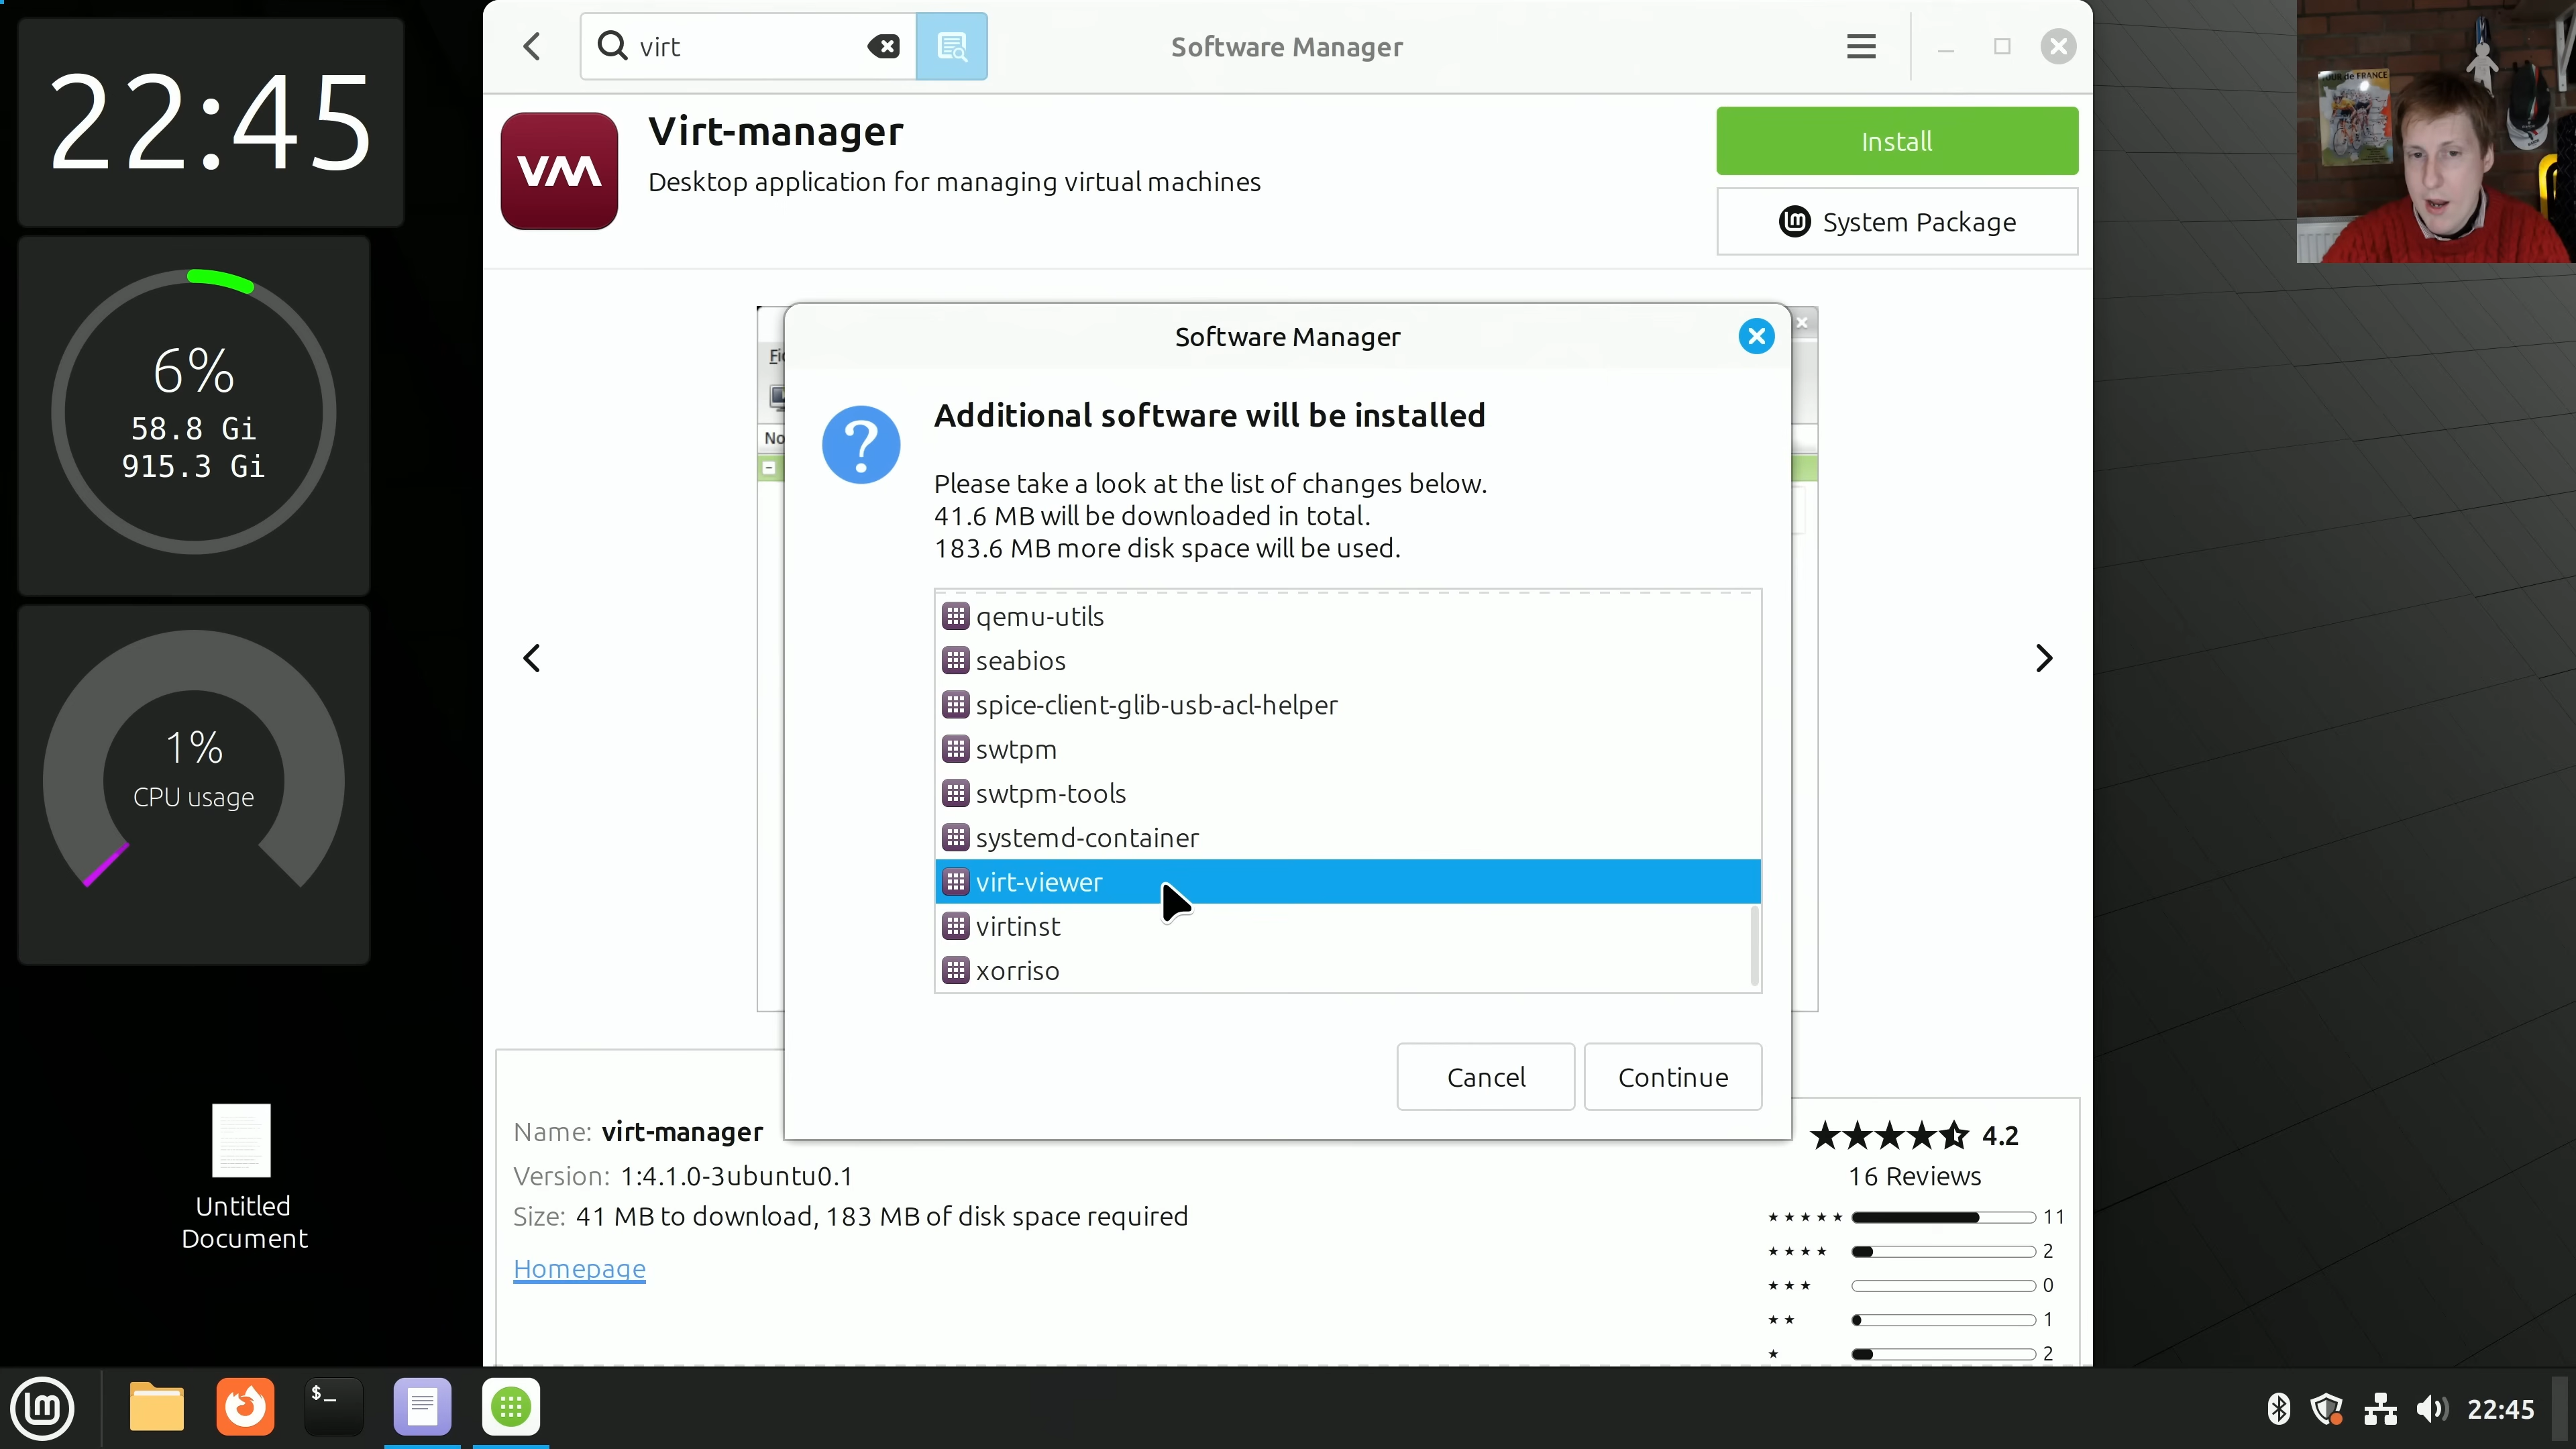 22:45
6%
58.8 Gi
915.3 Gi
1%
CPU usage
Untitled
Document
virt
Software Manager
VM
Virt-manager
Desktop application for managing virtual machines
Install
System Package
TOUR de FRANCE
Software Manager
Additional software will be installed
Please take a look at the list of changes below.
41.6 MB will be downloaded in total.
183.6 MB more disk space will be used.
qemu-utils
seabios
spice-client-glib-usb-acl-helper
swtpm
swtpm-tools
systemd-container
virt-viewer
virtinst
xorriso
Cancel
Continue
Name: virt-manager
Version: 1:4.1.0-3ubuntu0.1
Size: 41 MB to download, 183 MB of disk space required
Homepage
4.2
16 Reviews
11
2
0
1
2
$_
22:45